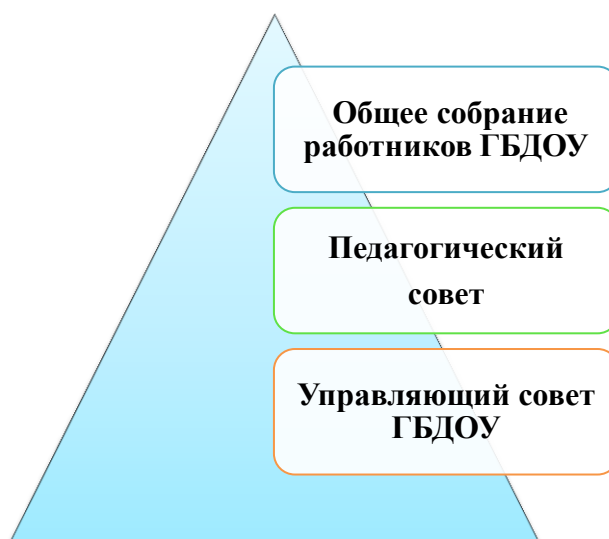 Общее собрание
работников ГБДОУ
Педагогический
совет
Управляющий совет
ГБДОУ